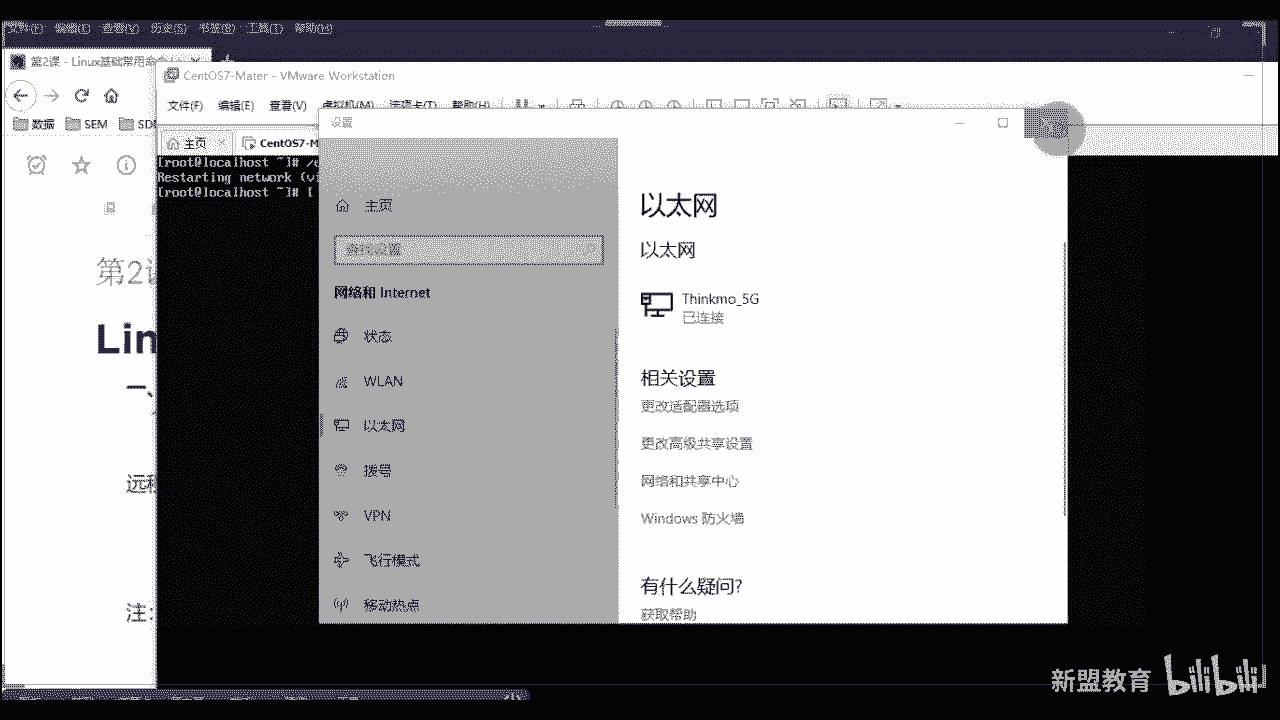 文件(F) 编辑(E) 查看(V) 历史(S) 书签(B) 工具(T) 帮助(H)
第2课 - Linux基础常用命令
CentOS7-Mater - VMware Workstation
文件(F) 编辑(E) 查看(V) 虚拟机(M) 选项卡(T) 帮助(H)
数据 SEM
主页 CentOS7-M
设置
[root@localhost ~]#
Restarting network (v
[root@localhost ~]# [
主页
查找设置
网络和 Internet
状态
WLAN
以太网
拨号
VPN
飞行模式
移动热点
以太网
以太网
Thinkmo_5G
已连接
相关设置
更改适配器选项
更改高级共享设置
网络和共享中心
Windows 防火墙
有什么疑问?
获取帮助
第2
Lin
一、
远
注:
新盟教育 bilibili